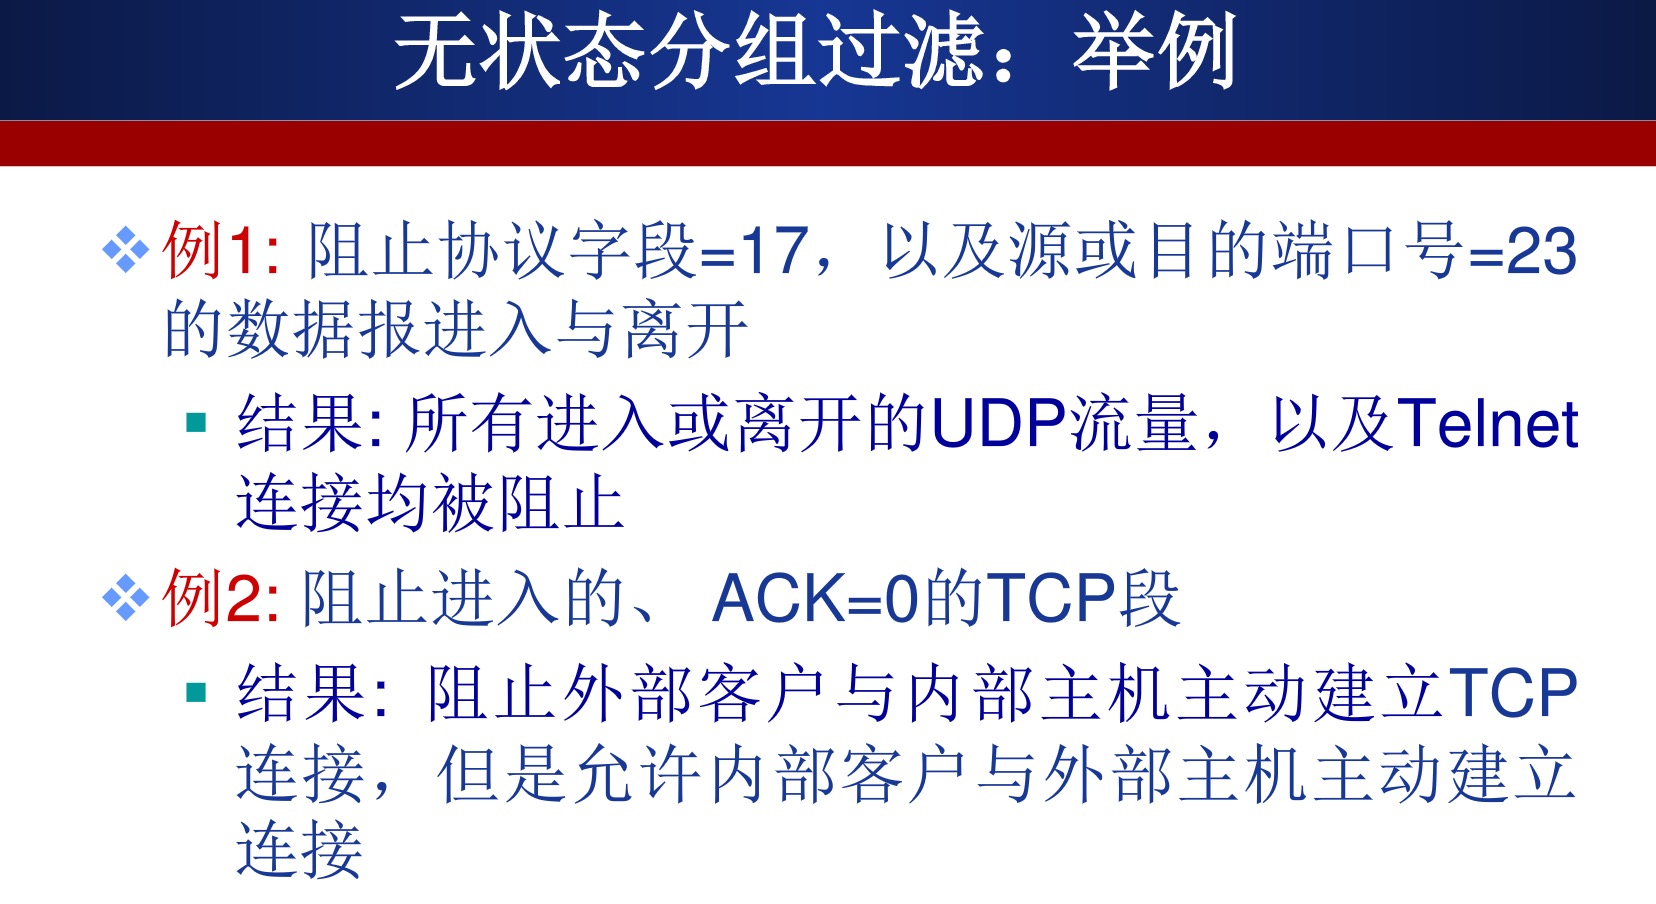 无状态分组过滤：举例
例1: 阻止协议字段=17，以及源或目的端口号=23
的数据报进入与离开
结果: 所有进入或离开的UDP流量，以及Telnet
连接均被阻止
例2: 阻止进入的、 ACK=0的TCP段
结果: 阻止外部客户与内部主机主动建立TCP
连接，但是允许内部客户与外部主机主动建立
连接